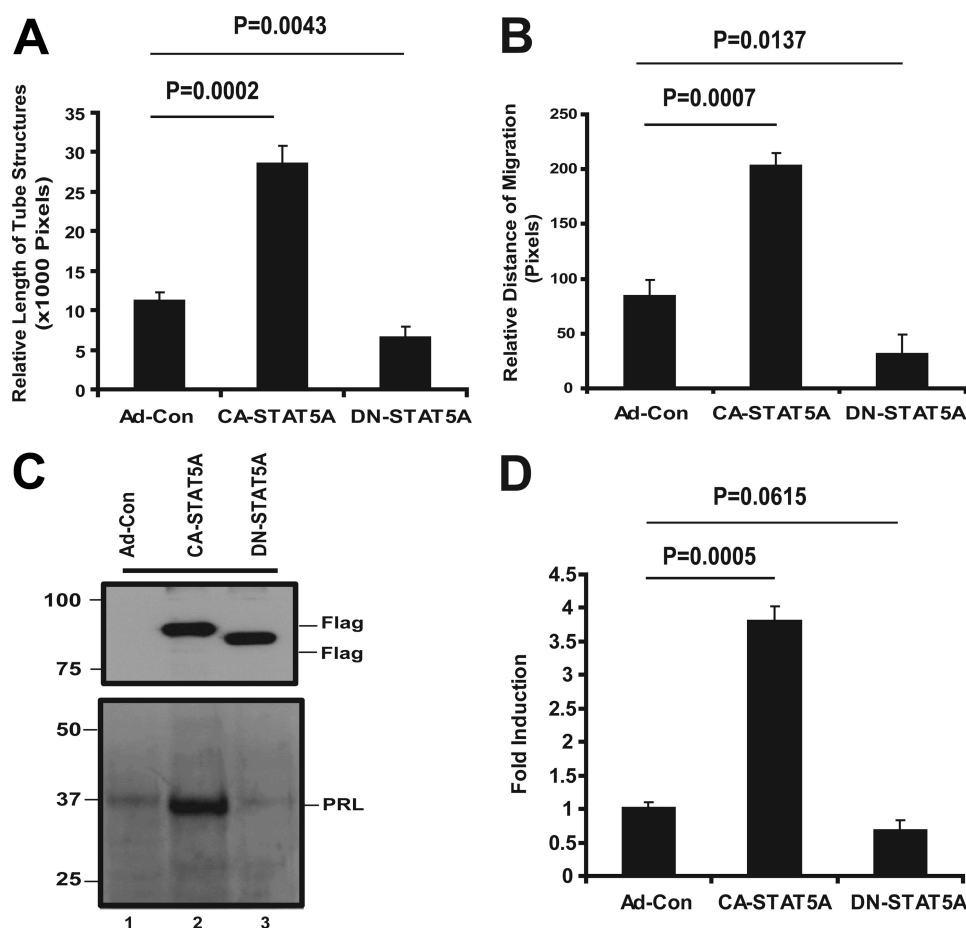 A
P=0.0043
P=0.0002
Relative Length of Tube Structures
(x1000 Pixels)
35
30
25
20
15
10
5
0
Ad-Con CA-STAT5A DN-STAT5A
B
P=0.0137
P=0.0007
Relative Distance of Migration
(Pixels)
250
200
150
100
50
0
Ad-Con CA-STAT5A DN-STAT5A
C
Ad-Con
CA-STAT5A
DN-STAT5A
100
75
Flag
Flag
50
37
25
PRL
1 2 3
D
P=0.0615
P=0.0005
Fold Induction
4.5
4
3.5
3
2.5
2
1.5
1
0.5
0
Ad-Con CA-STAT5A DN-STAT5A